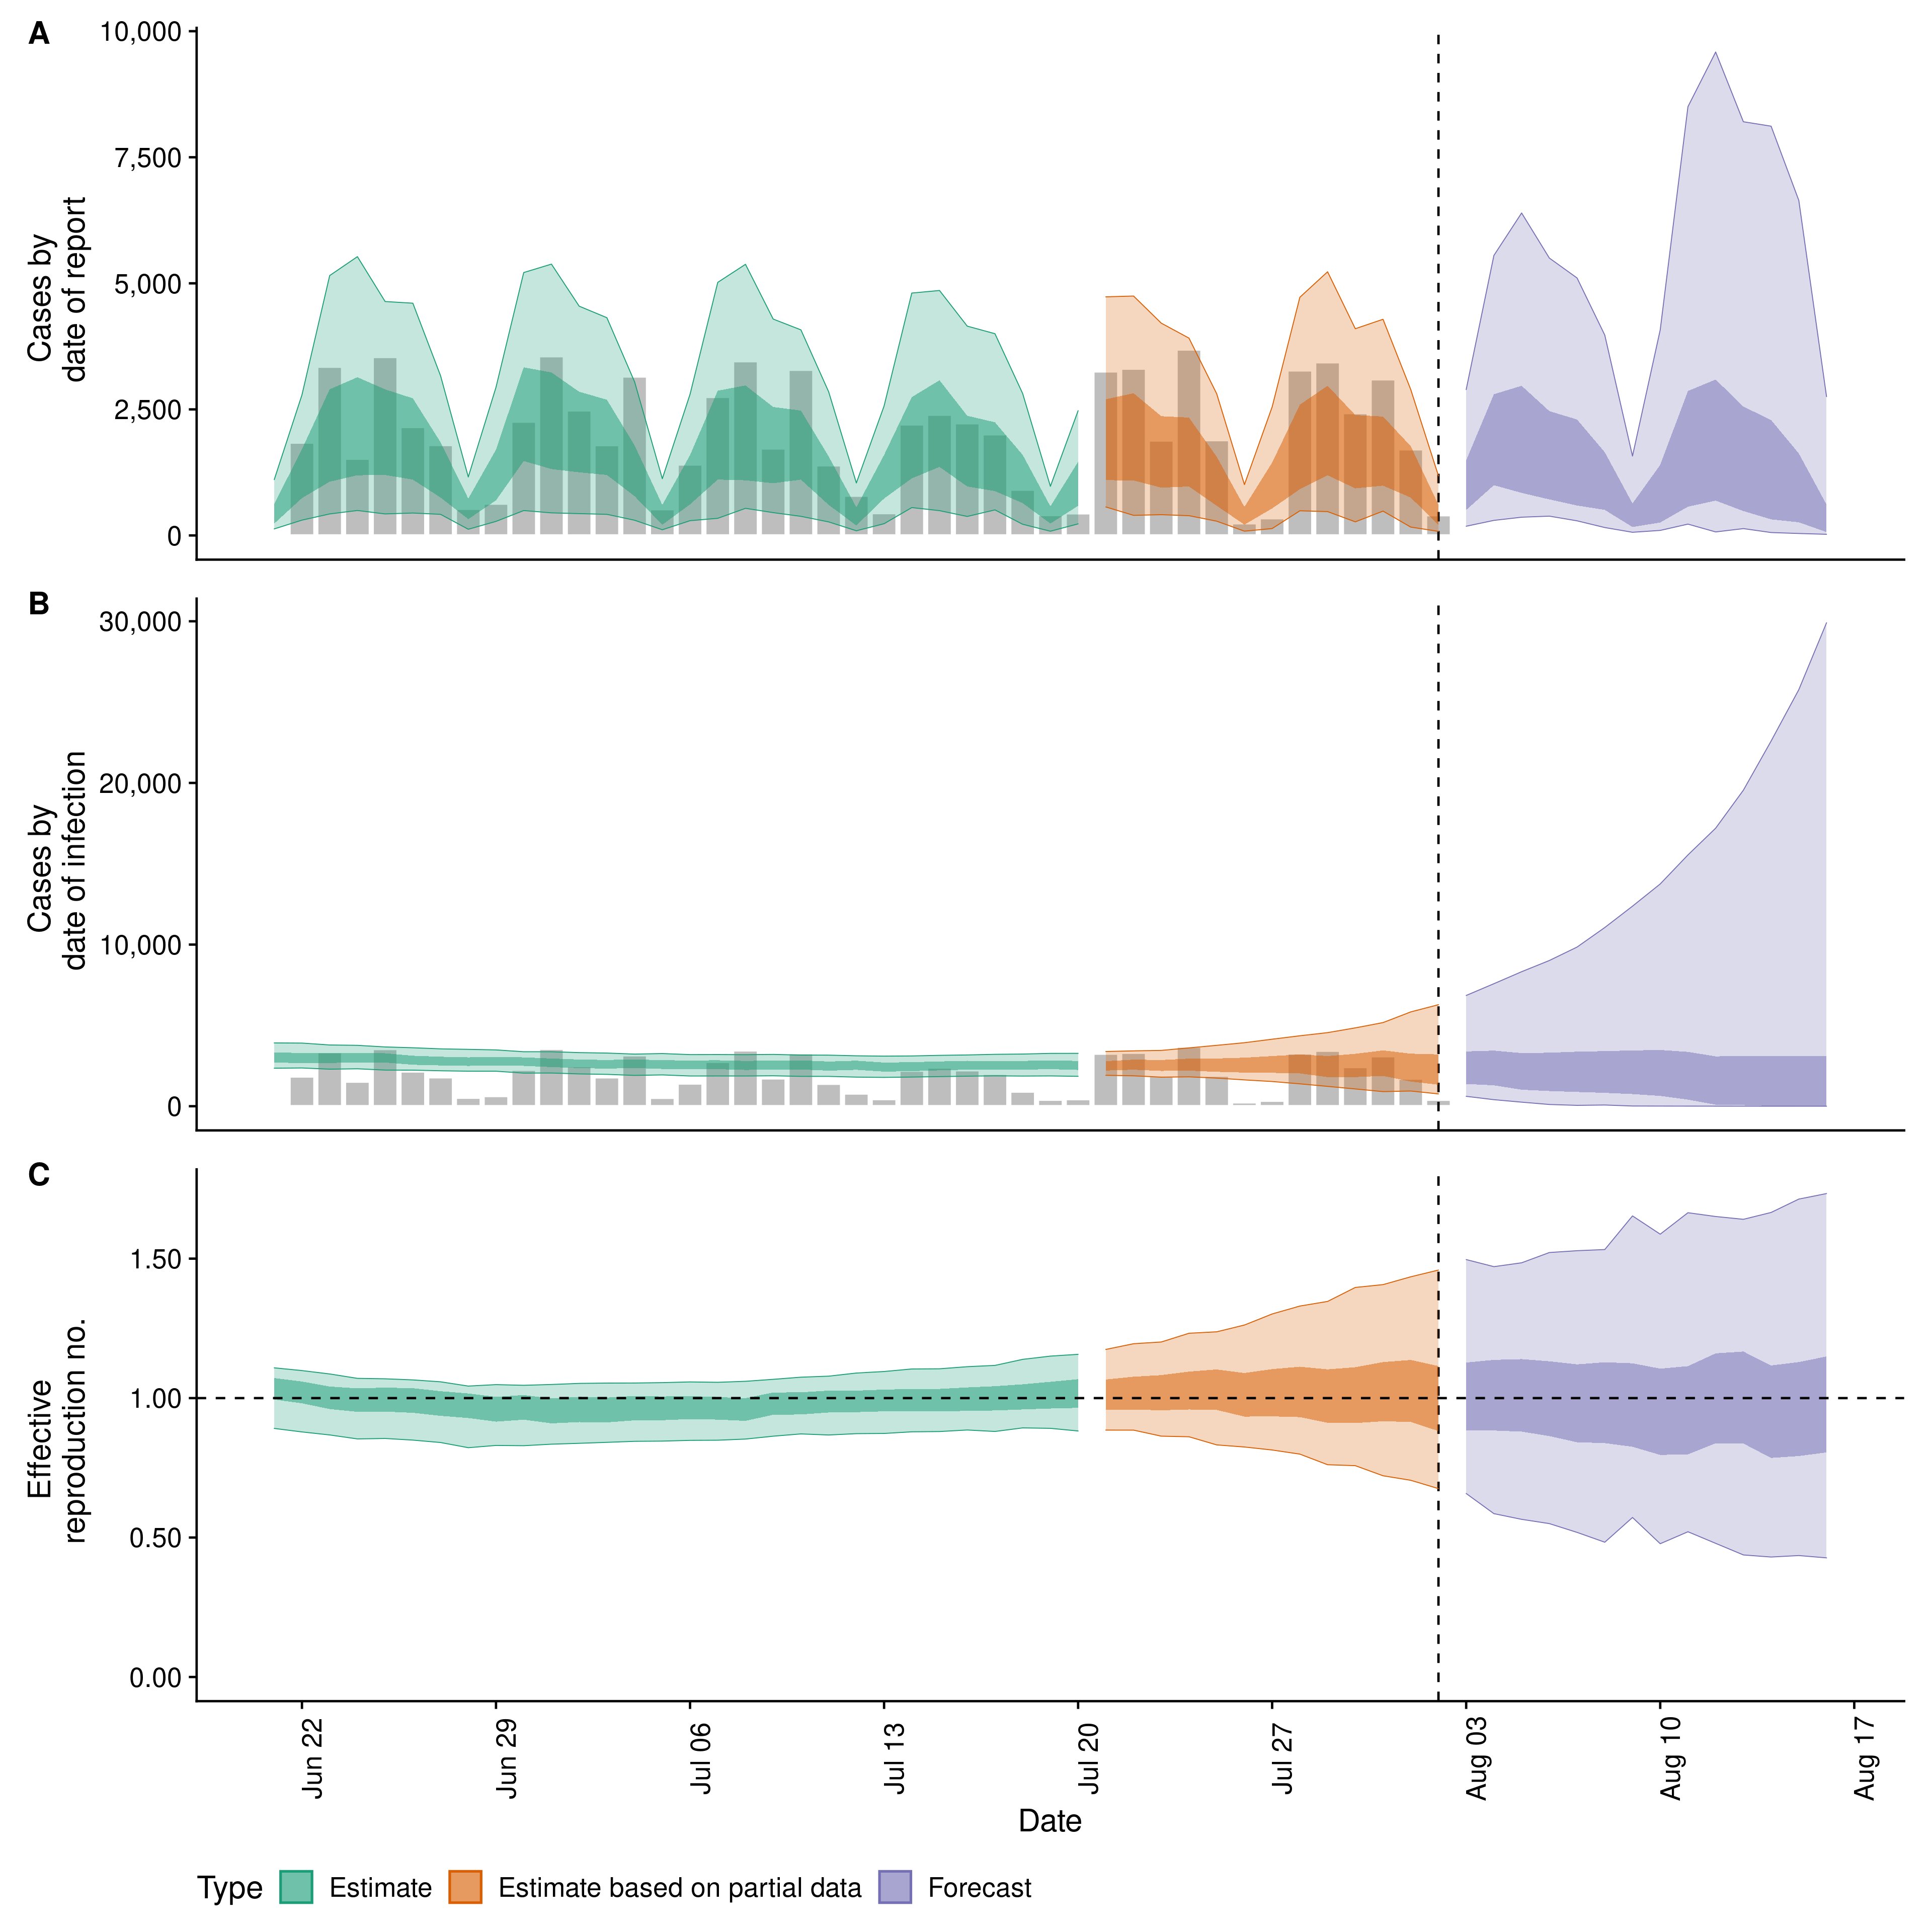 A
10,000
7,500
5,000
2,500
0
Cases by
date of report
B
30,000
20,000
10,000
0
Cases by
date of infection
C
1.50
1.00
0.50
0.00
Effective
reproduction no.
Jun 22
Jun 29
Jul 06
Jul 13
Jul 20
Jul 27
Aug 03
Aug 10
Aug 17
Date
Type Estimate Estimate based on partial data Forecast